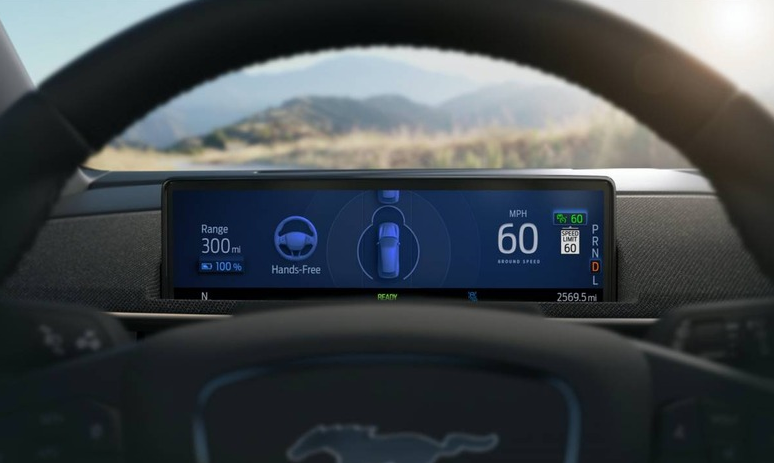 Range
300 mi
100 %
Hands-Free
MPH
60
GROUND SPEED
60
SPEED
LIMIT
60
P
R
N
D
L
N
READY
2569.5 mi